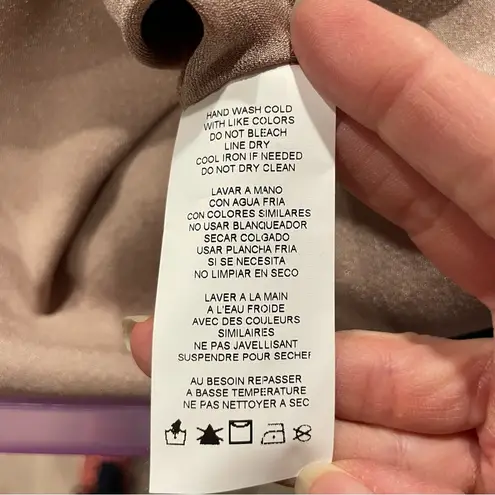 HAND WASH COLD
WITH LIKE COLORS
DO NOT BLEACH
LINE DRY
COOL IRON IF NEEDED
DO NOT DRY CLEAN
LAVAR A MANO
CON AGUA FRIA
CON COLORES SIMILARES
NO USAR BLANQUEADOR
SECAR COLGADO
USAR PLANCHA FRIA
SI SE NECESITA
NO LIMPIAR EN SECO
LAVER A LA MAIN
A L'EAU FROIDE
AVEC DES COULEURS
SIMILAIRES
NE PAS JAVELLISANT
SUSPENDRE POUR SECHER
AU BESOIN REPASSER
A BASSE TEMPERATURE
NE PAS NETTOYER A SEC